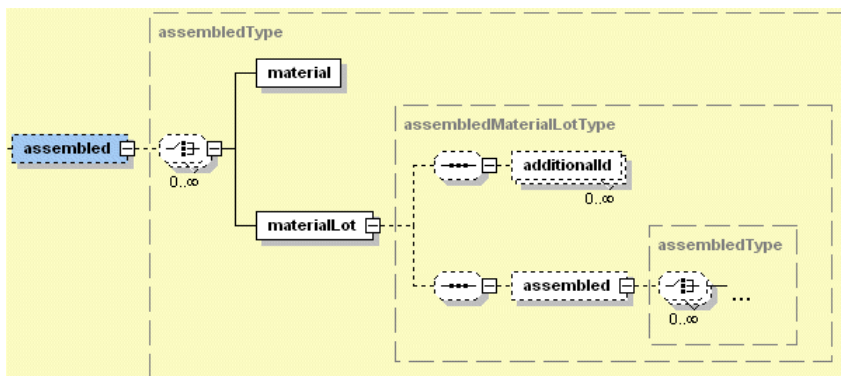 assembledType
material
assembledMaterialLotType
assembled
0..∞
additionalId
0..∞
materialLot
assembledType
assembled
...
0..∞